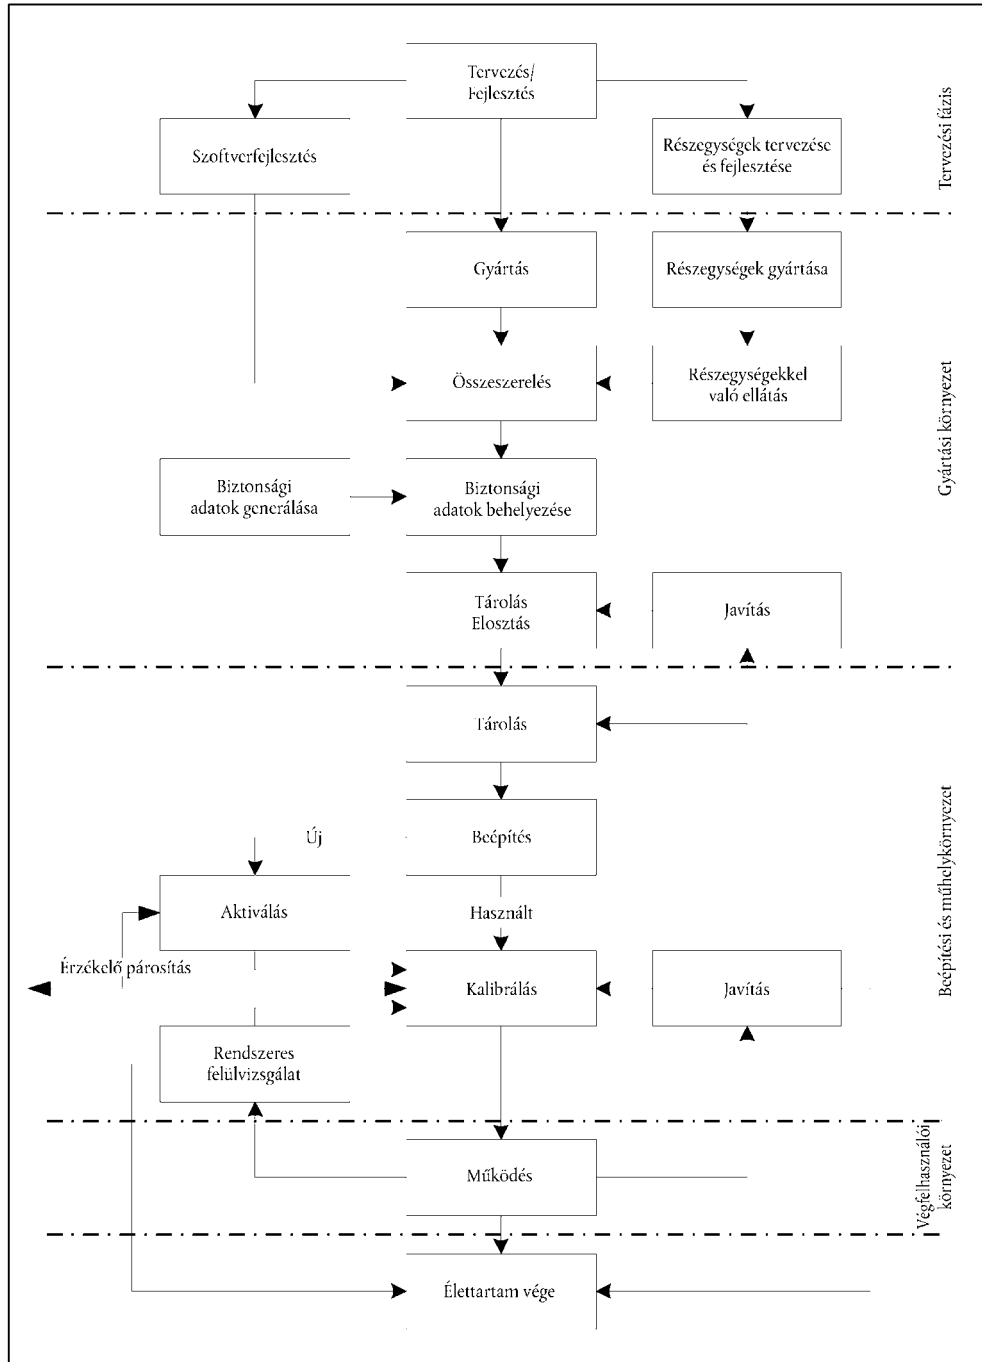 Tervezés/
Fejlesztés
Szoftverfejlesztés
Részegységek tervezése
és fejlesztése
Tervezési fázis
Gyártás
Részegységek gyártása
Összeszerelés
Részegységekkel
való ellátás
Biztonsági
adatok generálása
Biztonsági
adatok behelyezése
Tárolás
Elosztás
Javítás
Gyártási környezet
Tárolás
Új
Beépítés
Aktiválás
Használt
Érzékelő párosítás
Kalibrálás
Javítás
Rendszeres
felülvizsgálat
Beépítési és műhelykörnyezet
Működés
Végfelhasználói
környezet
Élettartam vége